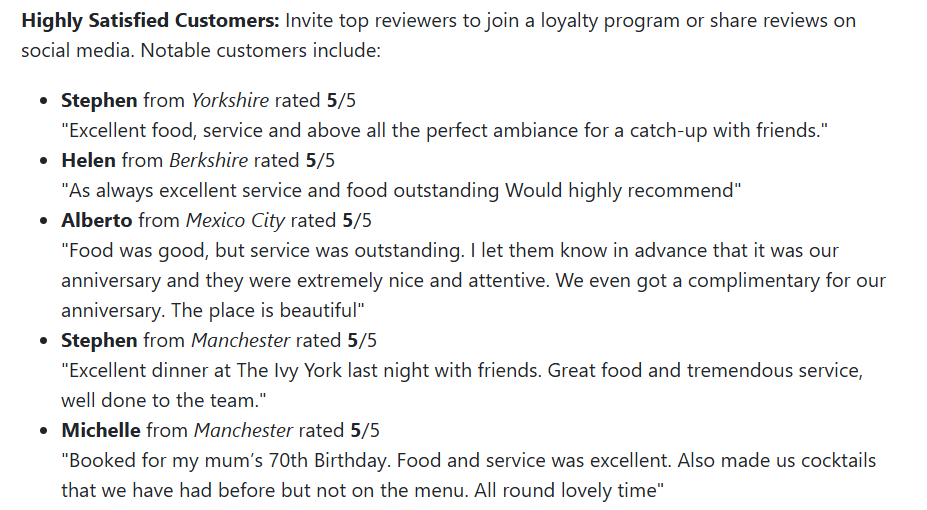 Highly Satisfied Customers: Invite top reviewers to join a loyalty program or share reviews on
social media. Notable customers include:
• Stephen from Yorkshire rated 5/5
"Excellent food, service and above all the perfect ambiance for a catch-up with friends."
• Helen from Berkshire rated 5/5
"As always excellent service and food outstanding Would highly recommend"
• Alberto from Mexico City rated 5/5
"Food was good, but service was outstanding. I let them know in advance that it was our
anniversary and they were extremely nice and attentive. We even got a complimentary for our
anniversary. The place is beautiful"
• Stephen from Manchester rated 5/5
"Excellent dinner at The Ivy York last night with friends. Great food and tremendous service,
well done to the team."
• Michelle from Manchester rated 5/5
"Booked for my mum’s 70th Birthday. Food and service was excellent. Also made us cocktails
that we have had before but not on the menu. All round lovely time"